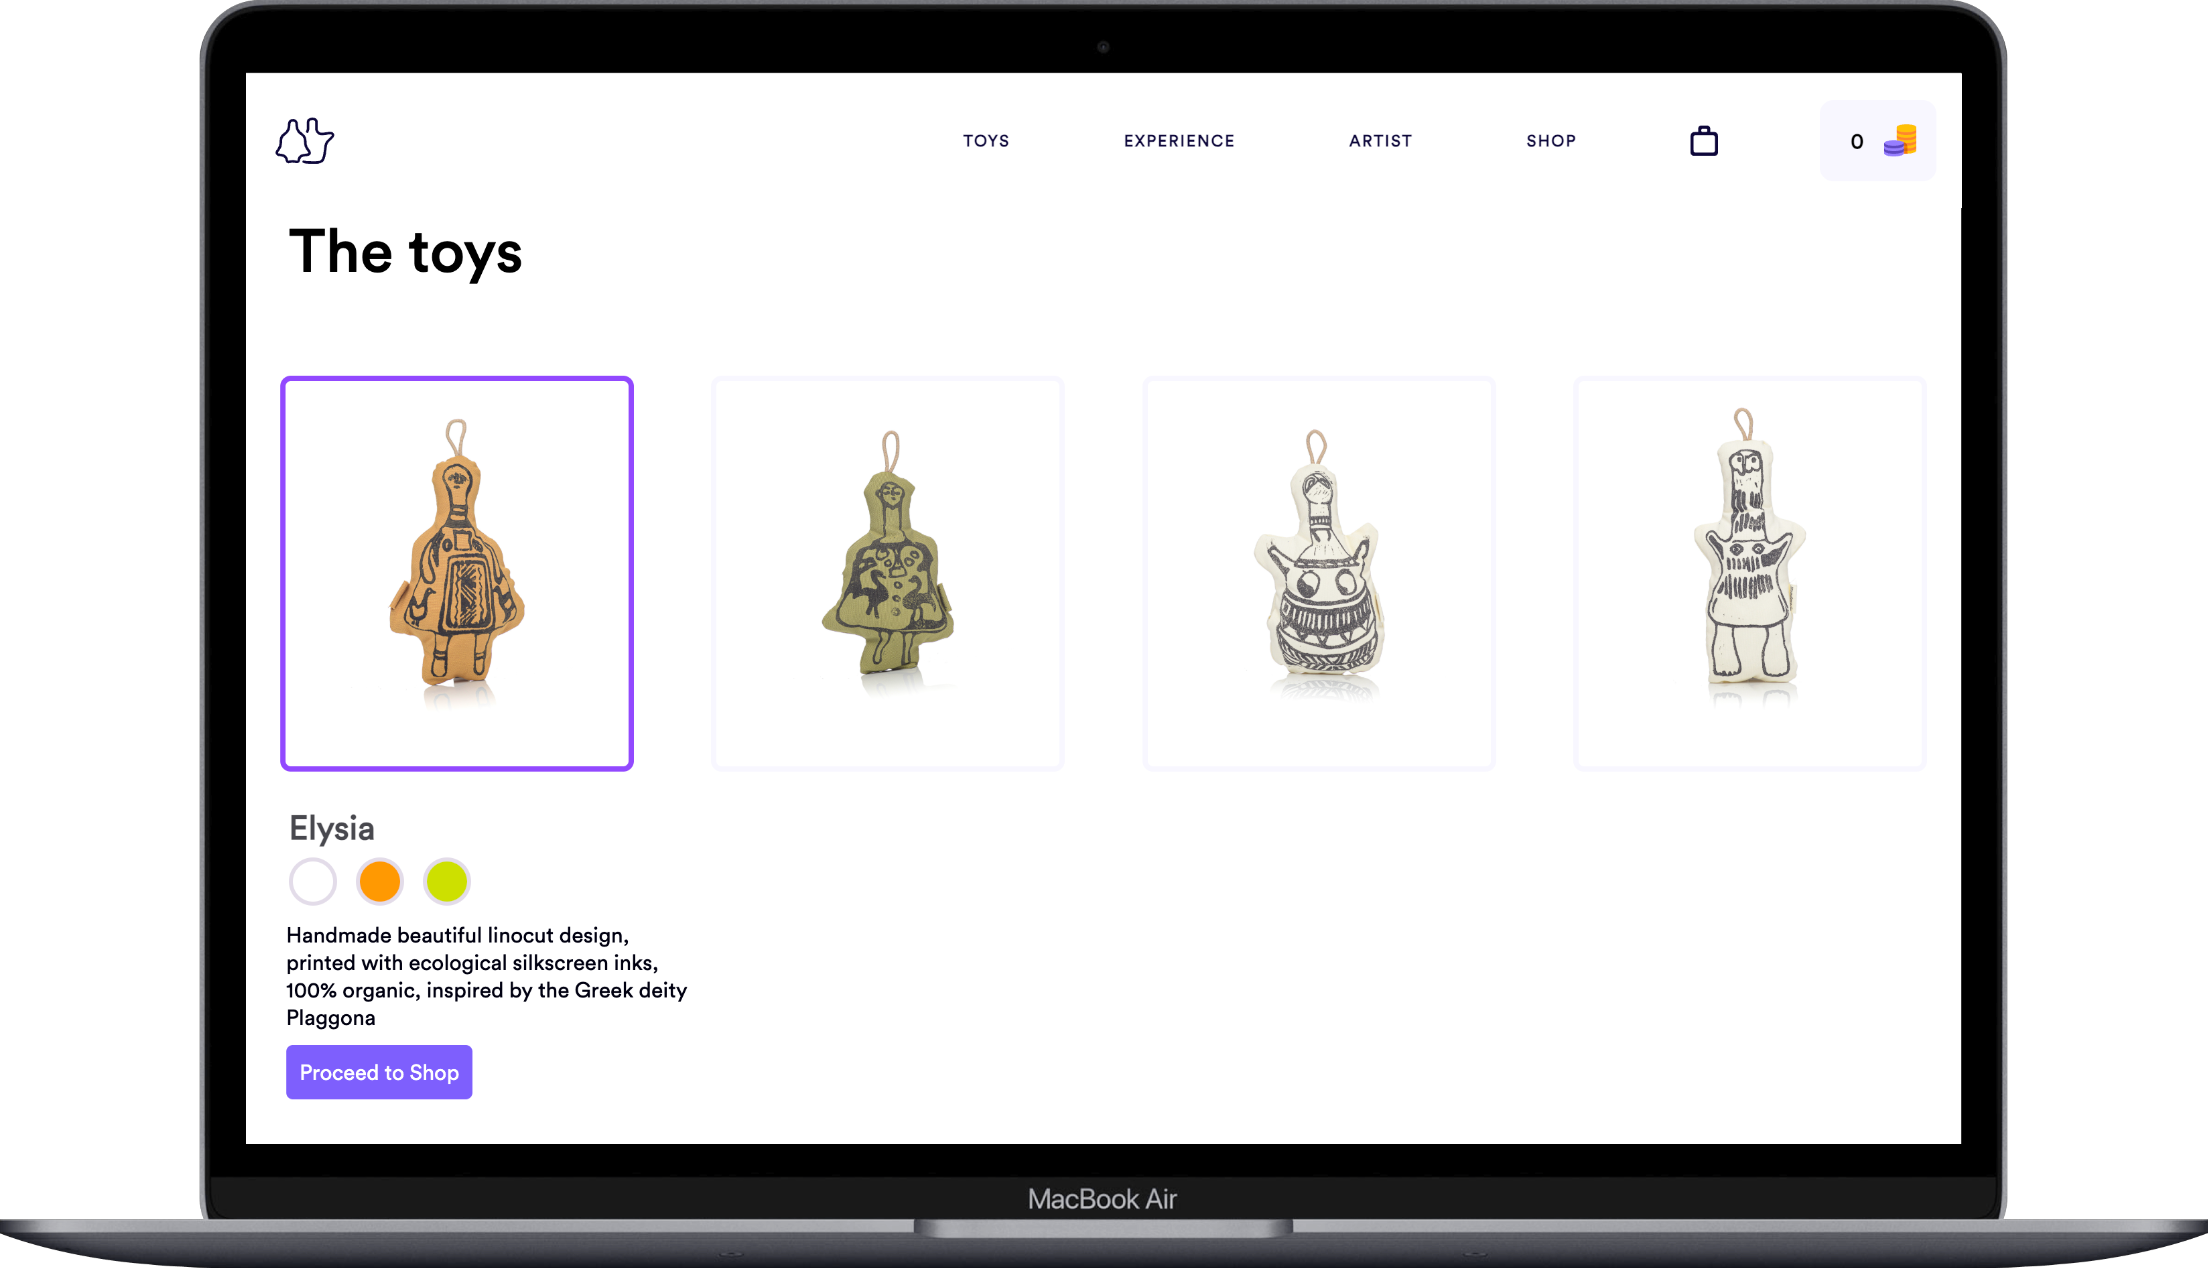 TOYS
EXPERIENCE
ARTIST
SHOP
0
The toys
Elysia
Handmade beautiful linocut design,
printed with ecological silkscreen inks,
100% organic, inspired by the Greek deity
Plaggona
Proceed to Shop
MacBook Air